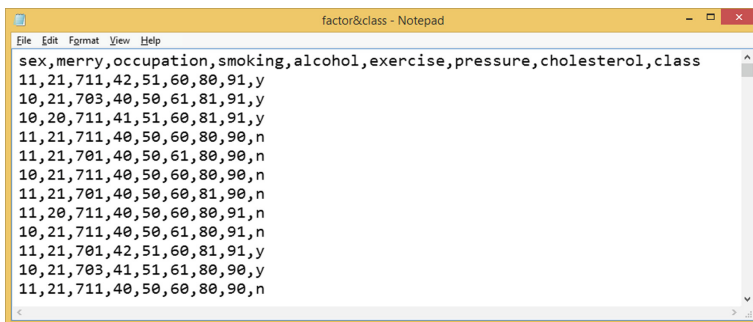 factor&class - Notepad
File Edit Format View Help
sex,merry,occupation,smoking,alcohol,exercise,pressure,cholesterol,class
11,21,711,42,51,60,80,91,y
10,21,703,40,50,61,81,91,y
10,20,711,41,51,60,81,91,y
11,21,711,40,50,60,80,90,n
11,21,701,40,50,61,80,90,n
10,21,711,40,50,60,80,90,n
11,21,701,40,50,60,81,90,n
11,20,711,40,50,60,80,91,n
10,21,711,40,50,60,80,91,n
11,21,701,42,51,60,81,91,y
10,21,703,41,51,61,80,90,y
11,21,711,40,50,60,80,90,n